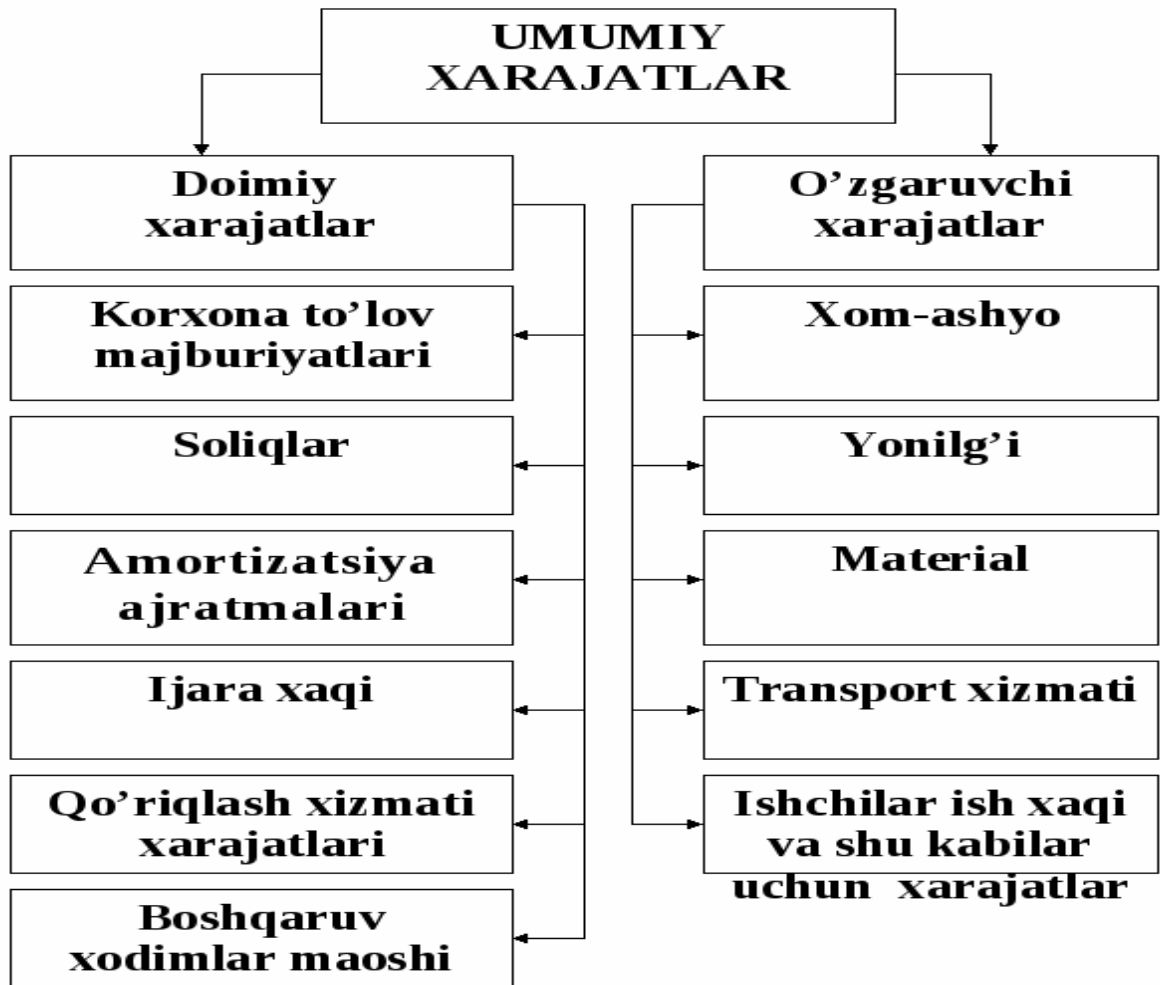 UMUMIY
XARAJATLAR
Doimiy
xarajatlar
Korxona to’lov
majburiyatlari
Soliqlar
Amortizatsiya
ajratmalari
Ijara xaqi
Qo’riqlash xizmati
xarajatlari
Boshqaruv
xodimlar maoshi
O’zgaruvchi
xarajatlar
Xom-ashyo
Yonilg’i
Material
Transport xizmati
Ishchilar ish xaqi
va shu kabilar
uchun xarajatlar